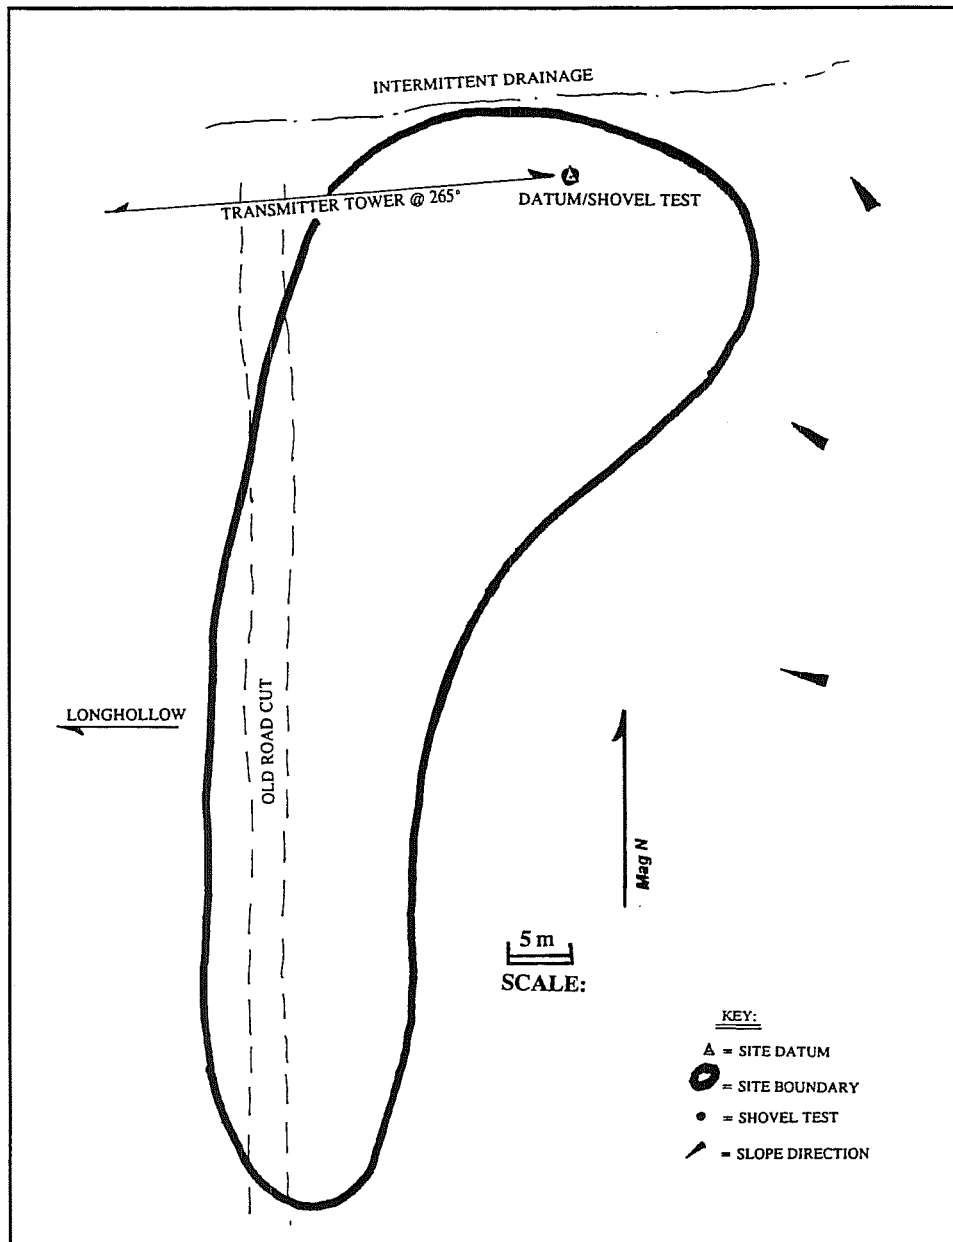 INTERMITTENT DRAINAGE
TRANSMITTER TOWER @ 265°
DATUM/SHOVEL TEST
LONGHOLLOW
OLD ROAD CUT
Mag N
5 m
SCALE:
KEY:
= SITE DATUM
= SITE BOUNDARY
= SHOVEL TEST
= SLOPE DIRECTION